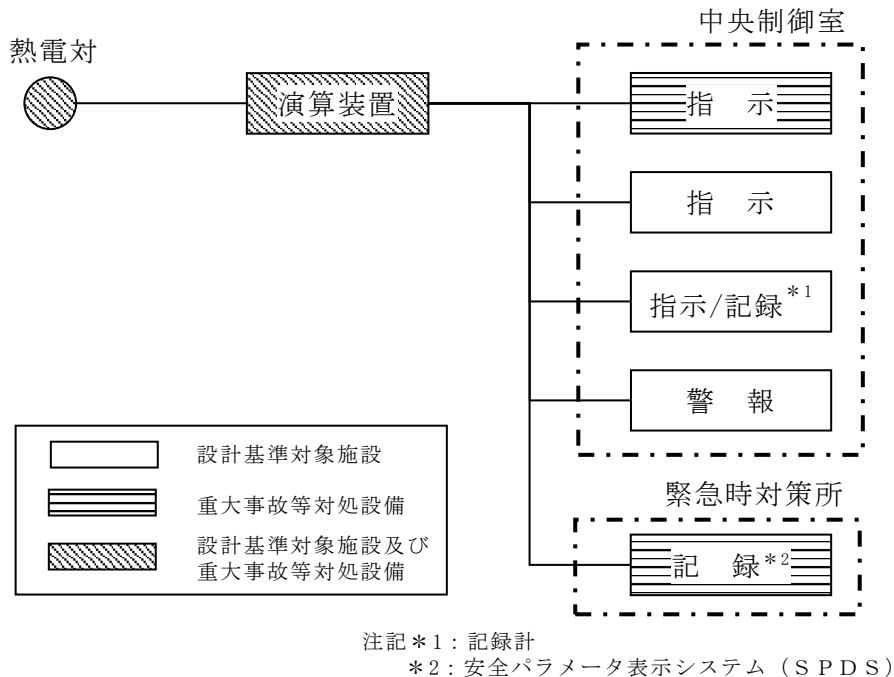 中央制御室
熱電対
演算装置
指　示
指　示
指示/記録＊1
警　報
設計基準対象施設
重大事故等対処設備
設計基準対象施設及び
重大事故等対処設備
緊急時対策所
記　録＊2
注記＊1：記録計
＊2：安全パラメータ表示システム（ＳＰＤＳ）